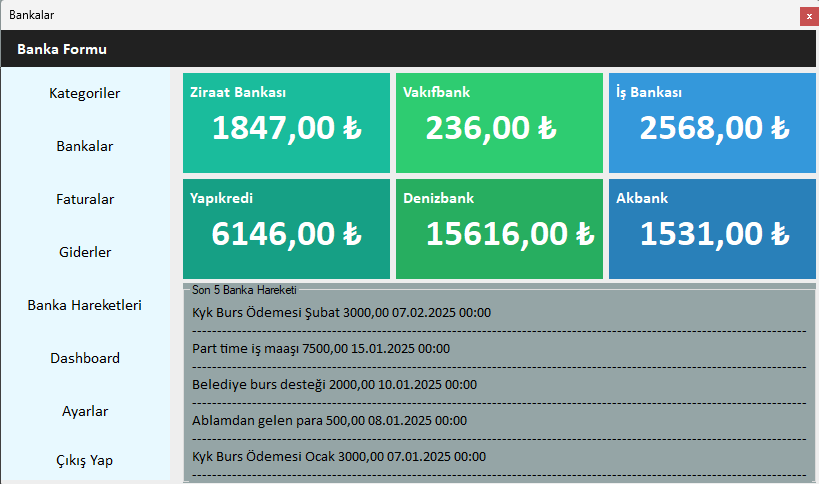 Bankalar
x
Banka Formu
Kategoriler
Bankalar
Faturalar
Giderler
Banka Hareketleri
Dashboard
Ayarlar
Çıkış Yap
Ziraat Bankası
1847,00 ₺
Vakıfbank
236,00 ₺
İş Bankası
2568,00 ₺
Yapıkredi
6146,00 ₺
Denizbank
15616,00 ₺
Akbank
1531,00 ₺
Son 5 Banka Hareketi
Kyk Burs Ödemesi Şubat 3000,00 07.02.2025 00:00
Part time iş maaşı 7500,00 15.01.2025 00:00
Belediye burs desteği 2000,00 10.01.2025 00:00
Ablamdan gelen para 500,00 08.01.2025 00:00
Kyk Burs Ödemesi Ocak 3000,00 07.01.2025 00:00